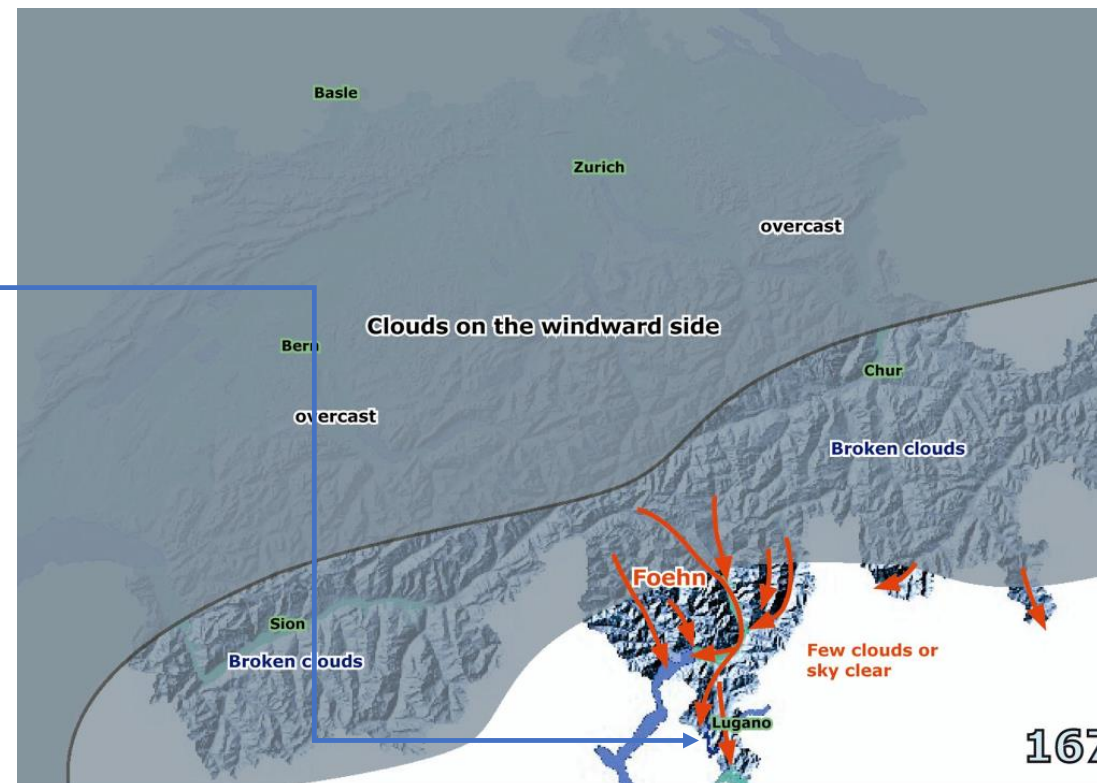 Basle
Zurich
overcast
Clouds on the windward side
Bern
Chur
overcast
Broken clouds
Foehn
Sion
Broken clouds
Few clouds or
sky clear
Lugano
167